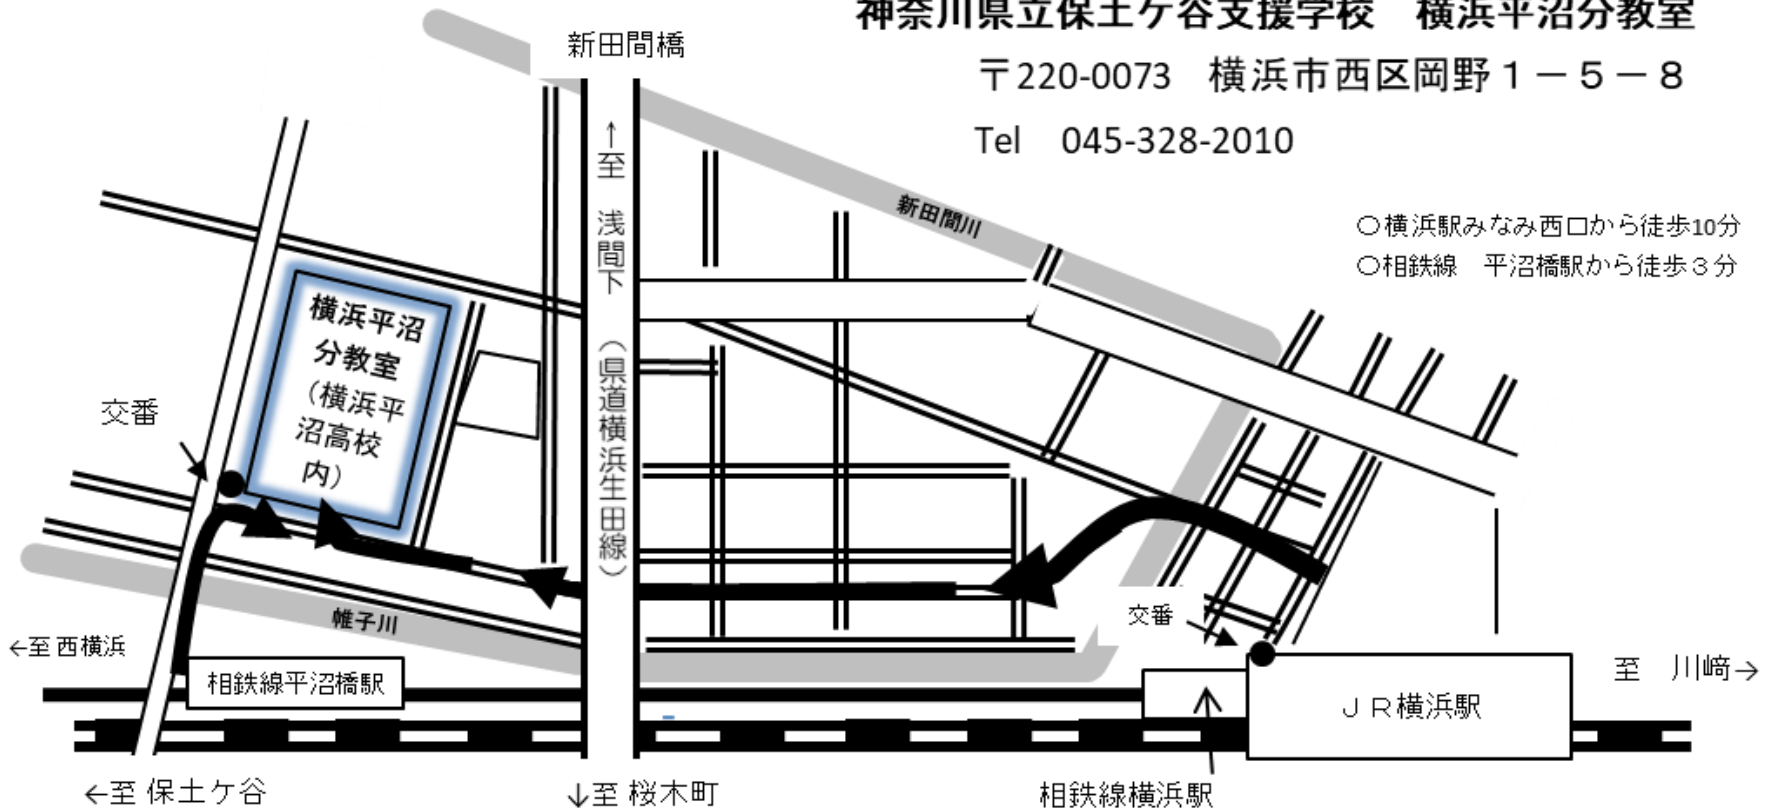 神奈川県立保土ケ谷支援学校　横浜平沼分教室
〒220-0073　横浜市西区岡野１－５－８
Tel　045-328-2010
○横浜駅みなみ西口から徒歩10分
○相鉄線　平沼橋駅から徒歩３分
新田間橋
←至　浅間下　（県道横浜生田線）
新田間川
横浜平沼
分教室
（横浜平
沼高校
内）
交番
帷子川
交番
←至 西横浜
相鉄線平沼橋駅
ＪＲ横浜駅
至　川﨑→
←至 保土ケ谷
↓至 桜木町
相鉄線横浜駅